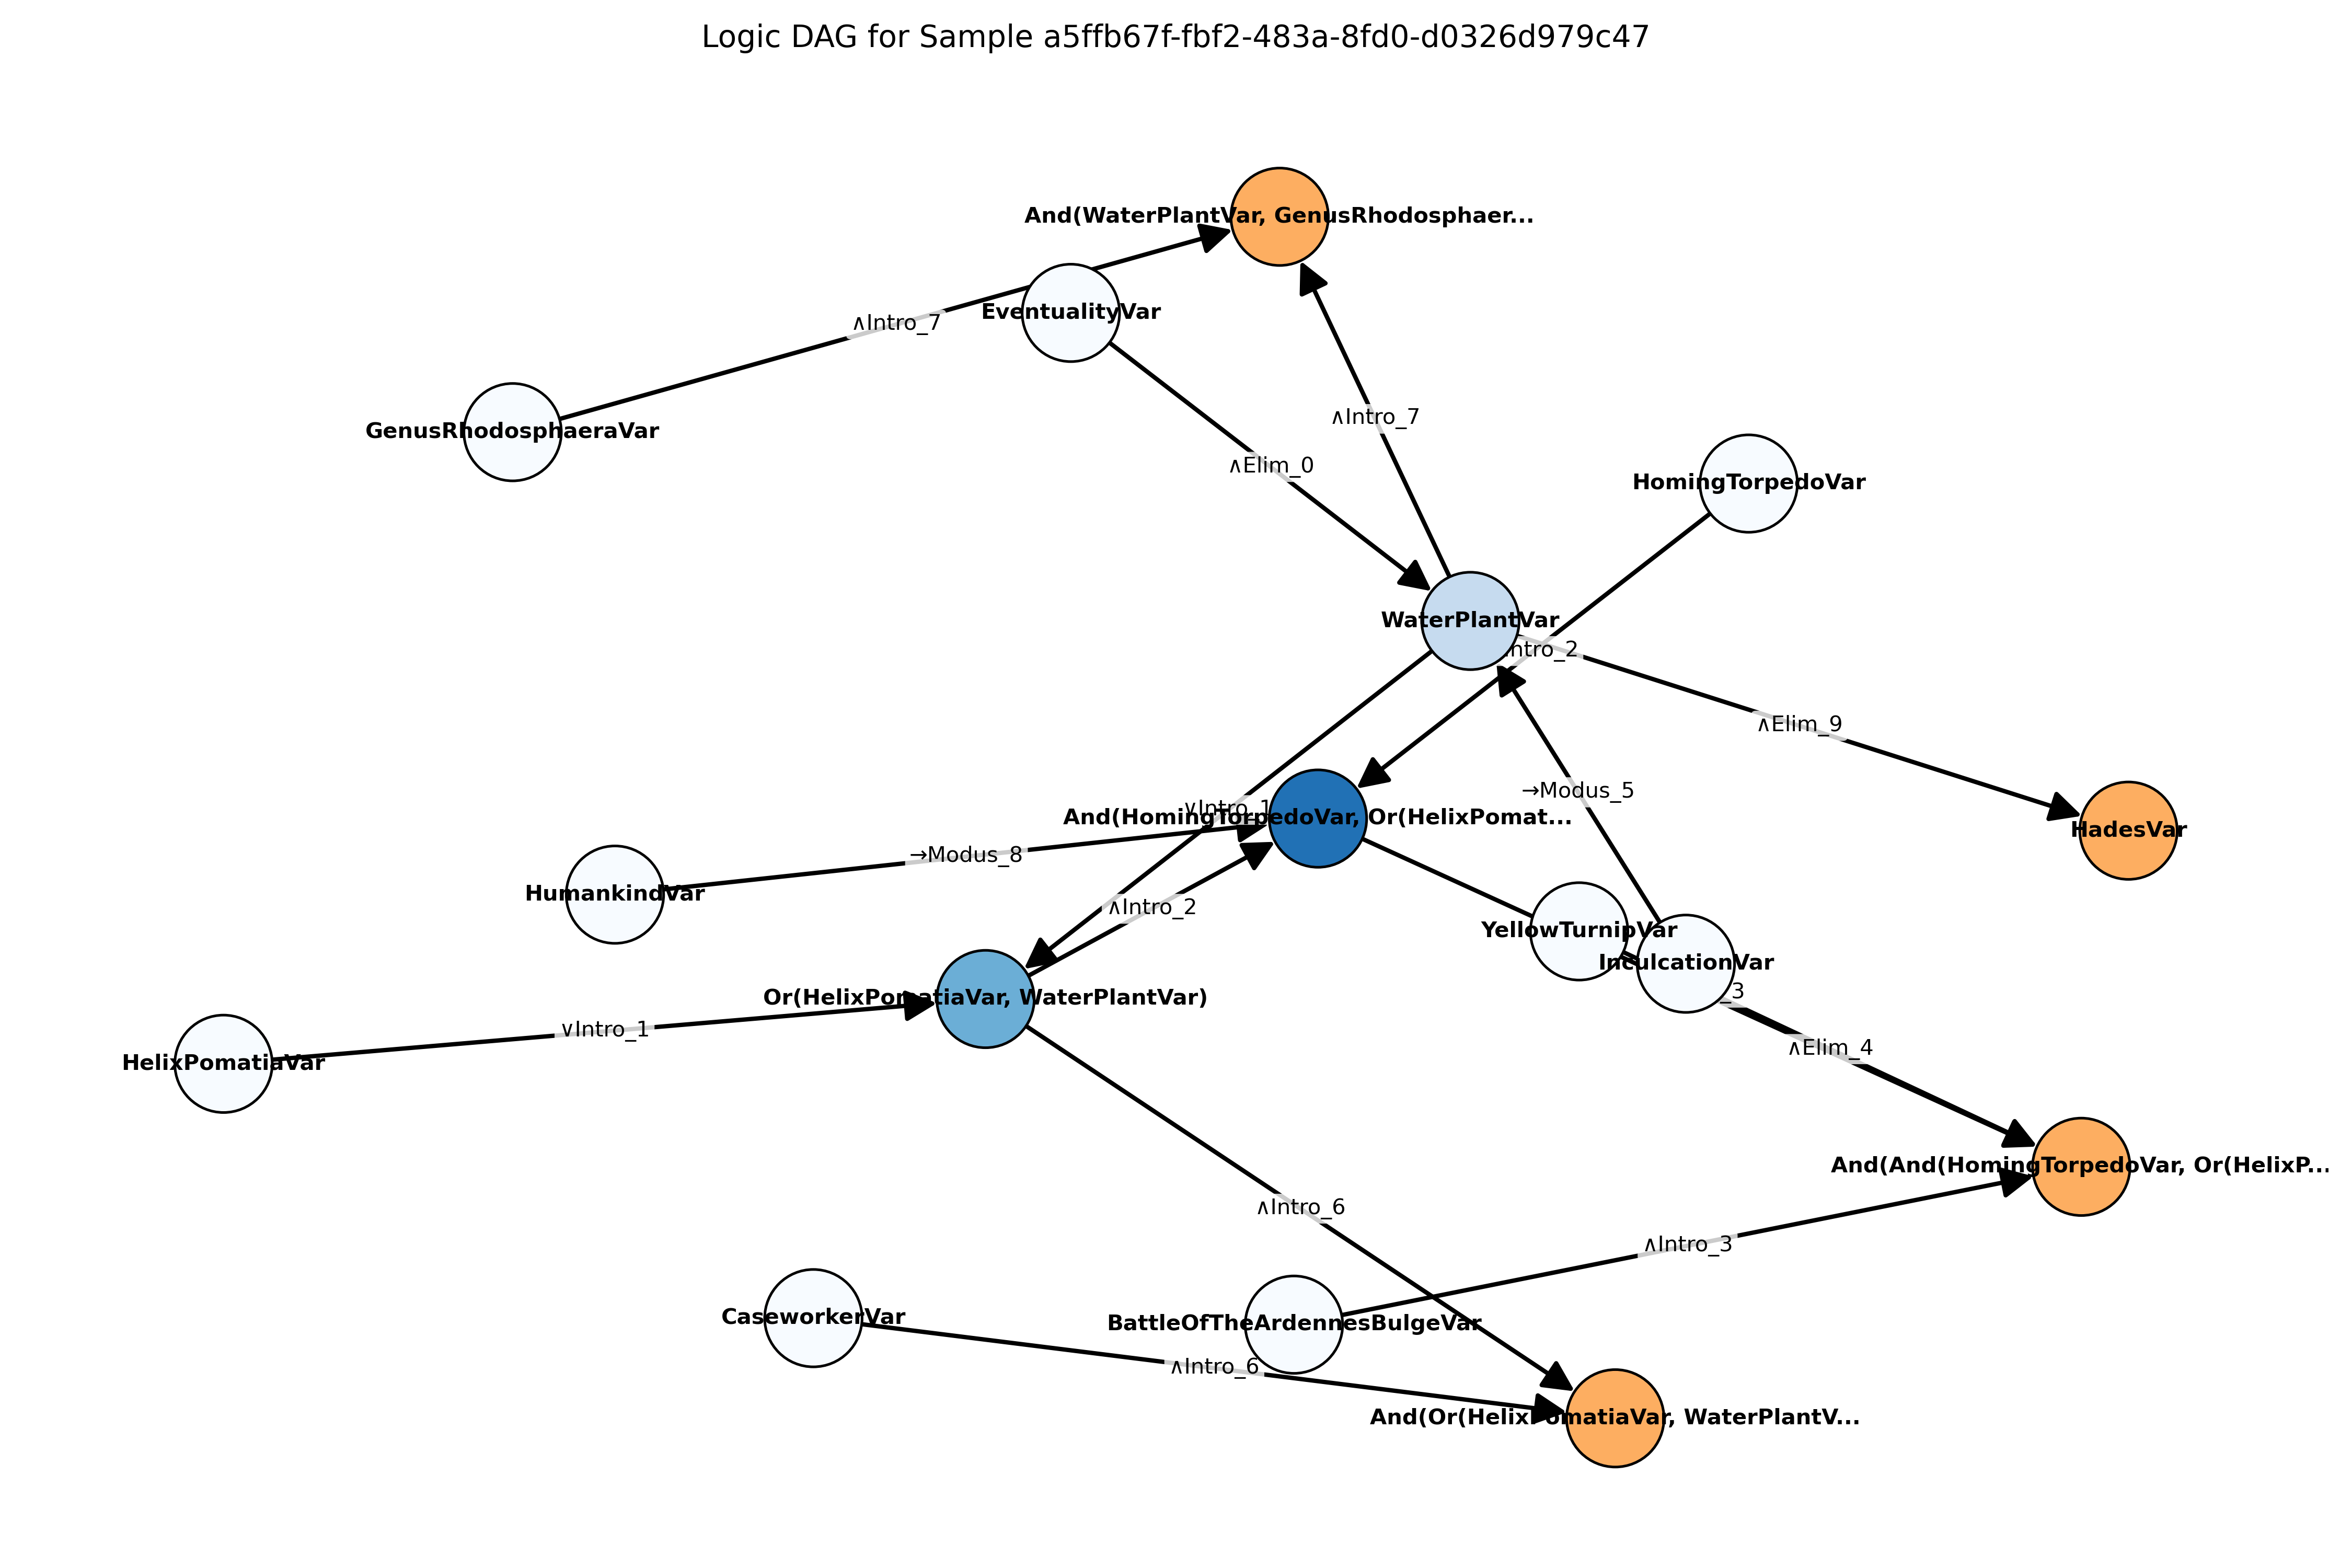 Logic DAG for Sample a5ffb67f-fbf2-483a-8fd0-d0326d979c47
And(WaterPlantVar, GenusRhodosphaer...
EventualityVar
∧Intro_7
GenusRhodosphaeraVar
∧Intro_7
∧Elim_0
HomingTorpedoVar
WaterPlantVar
ntro_2
∧Elim_9
→Modus_5
∨Intro_1
And(HomingTorpedoVar, Or(HelixPomat...
HadesVar
→Modus_8
HumankindVar
∧Intro_2
YellowTurnipVar
InculcationVar
_3
Or(HelixPomatiaVar, WaterPlantVar)
∨Intro_1
∧Elim_4
HelixPomatiaVar
And(And(HomingTorpedoVar, Or(HelixP...
∧Intro_6
∧Intro_3
CaseworkerVar
BattleOfTheArdennesBulgeVar
∧Intro_6
And(Or(HelixPomatiaVar, WaterPlantV...